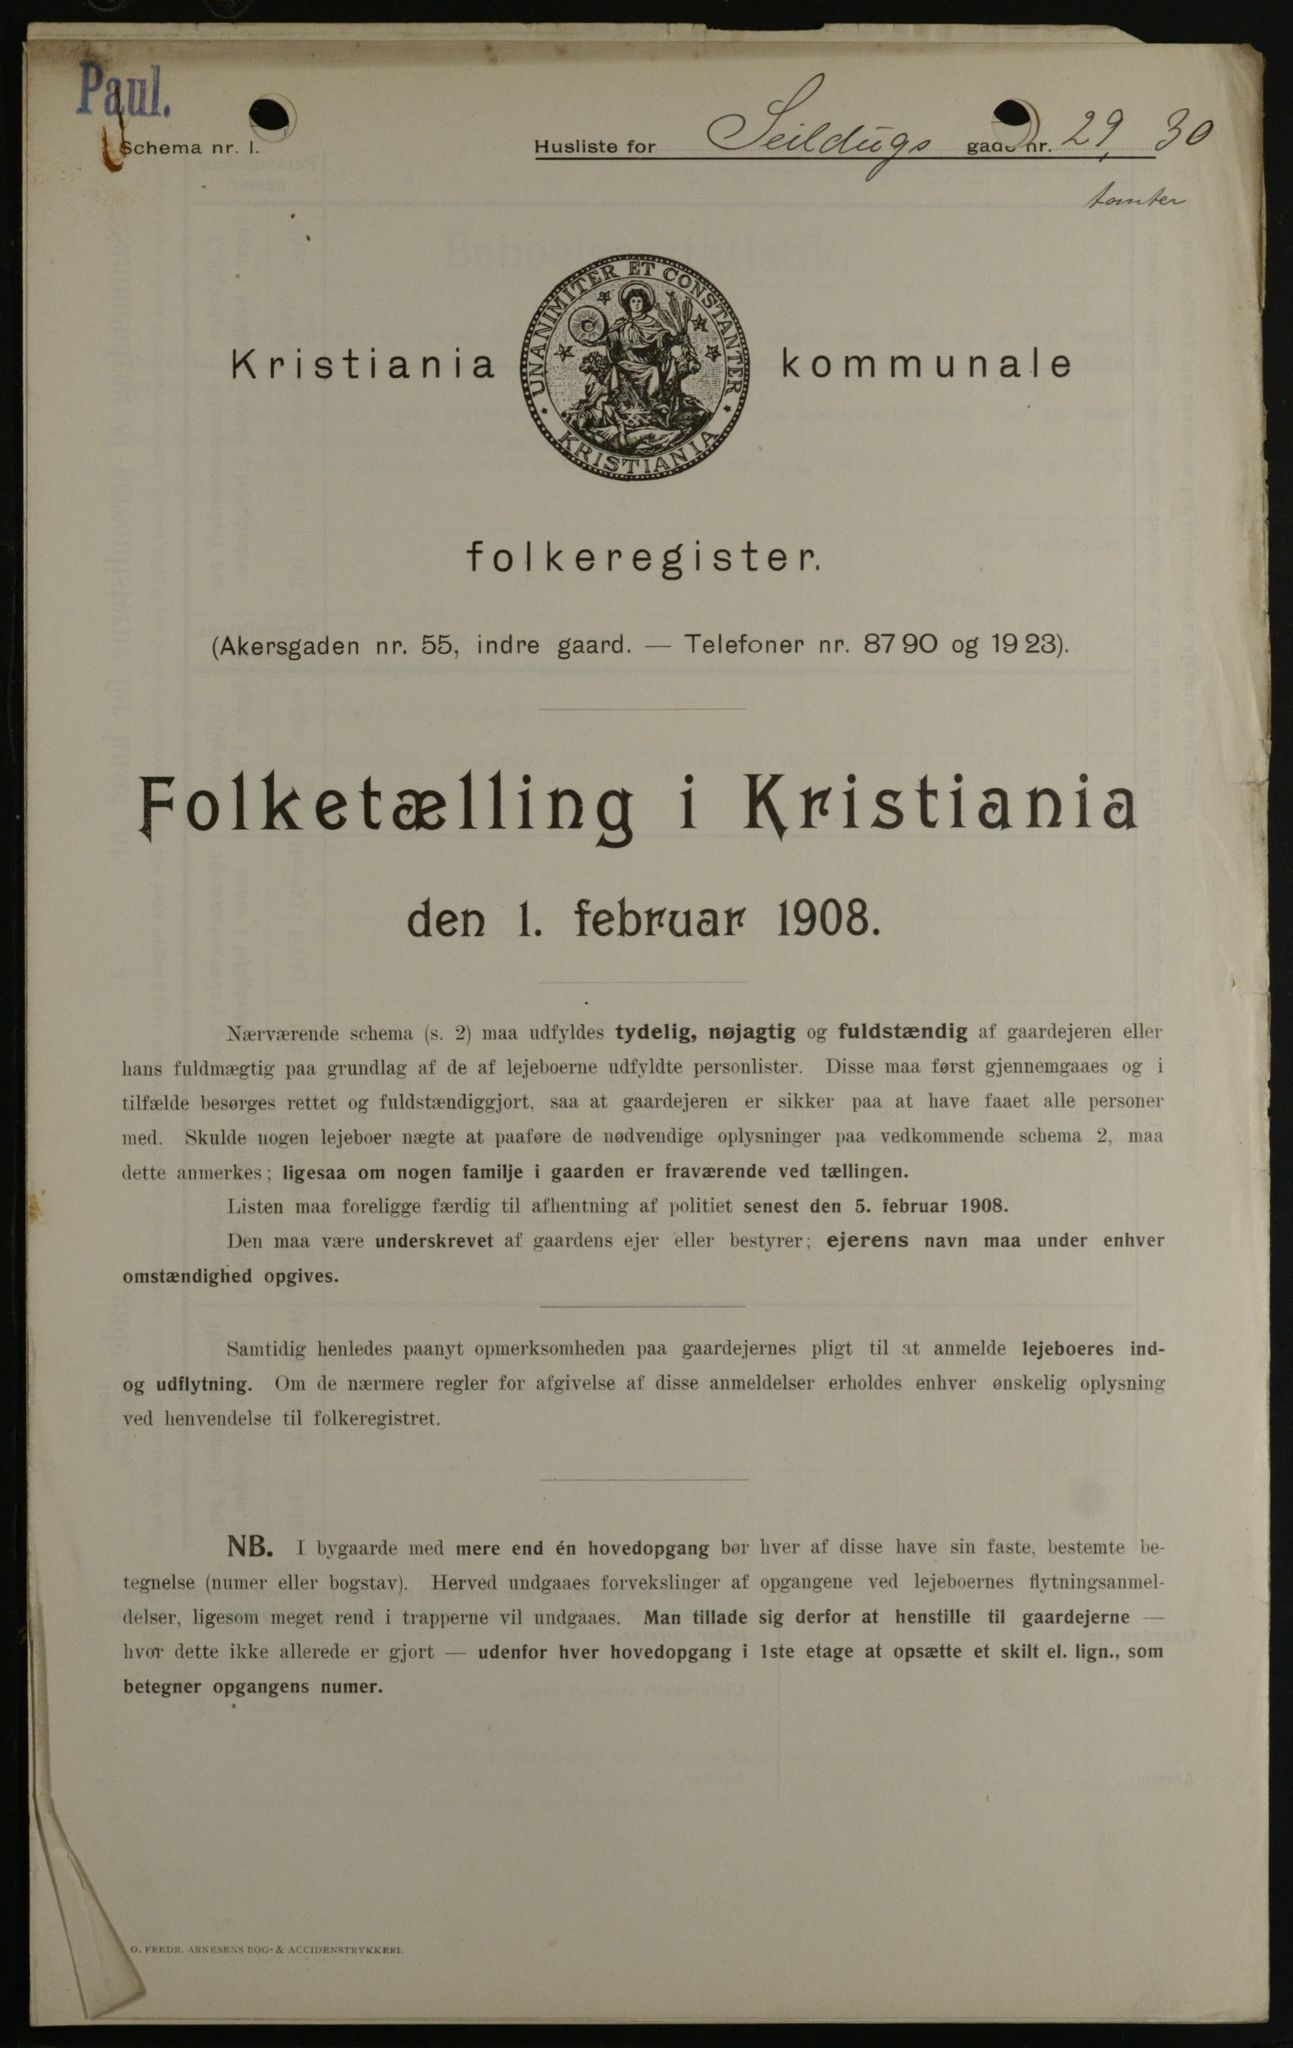 Paul.
Schema nr. 1.
Husliste for Seildugs gade nr. 29, 30
tomter
UNANIMITER ET CONSTANTER
KRISTIANIA
Kristiania kommunale
folkeregister.
(Akersgaden nr. 55, indre gaard. — Telefoner nr. 8790 og 1923).
Folketælling i Kristiania
den 1. februar 1908.
Nærværende schema (s. 2) maa udfyldes tydelig, nøjagtig og fuldstændig af gaardejeren eller
hans fuldmægtig paa grundlag af de af lejeboerne udfyldte personlister. Disse maa først gjennemgaaes og i
tilfælde besørges rettet og fuldstændiggjort, saa at gaardejeren er sikker paa at have faaet alle personer
med. Skulde nogen lejeboer nægte at paaføre de nødvendige oplysninger paa vedkommende schema 2, maa
dette anmerkes; ligesaa om nogen familje i gaarden er fraværende ved tællingen.
Listen maa foreligge færdig til afhentning af politiet senest den 5. februar 1908.
Den maa være underskrevet af gaardens ejer eller bestyrer; ejerens navn maa under enhver
omstændighed opgives.
Samtidig henledes paanyt opmerksomheden paa gaardejernes pligt til at anmelde lejeboeres ind-
og udflytning. Om de nærmere regler for afgivelse af disse anmeldelser erholdes enhver ønskelig oplysning
ved henvendelse til folkeregistret.
NB. I bygaarde med mere end én hovedopgang bør hver af disse have sin faste, bestemte be-
tegnelse (numer eller bogstav). Herved undgaaes forvekslinger af opgangene ved lejeboernes flytningsanmel-
delser, ligesom meget rend i trapperne vil undgaaes. Man tillade sig derfor at henstille til gaardejerne —
hvor dette ikke allerede er gjort — udenfor hver hovedopgang i 1ste etage at opsætte et skilt el. lign., som
betegner opgangens numer.
O. FREDR. ARNESENS BOG- & ACCIDENSTRYKKERI.